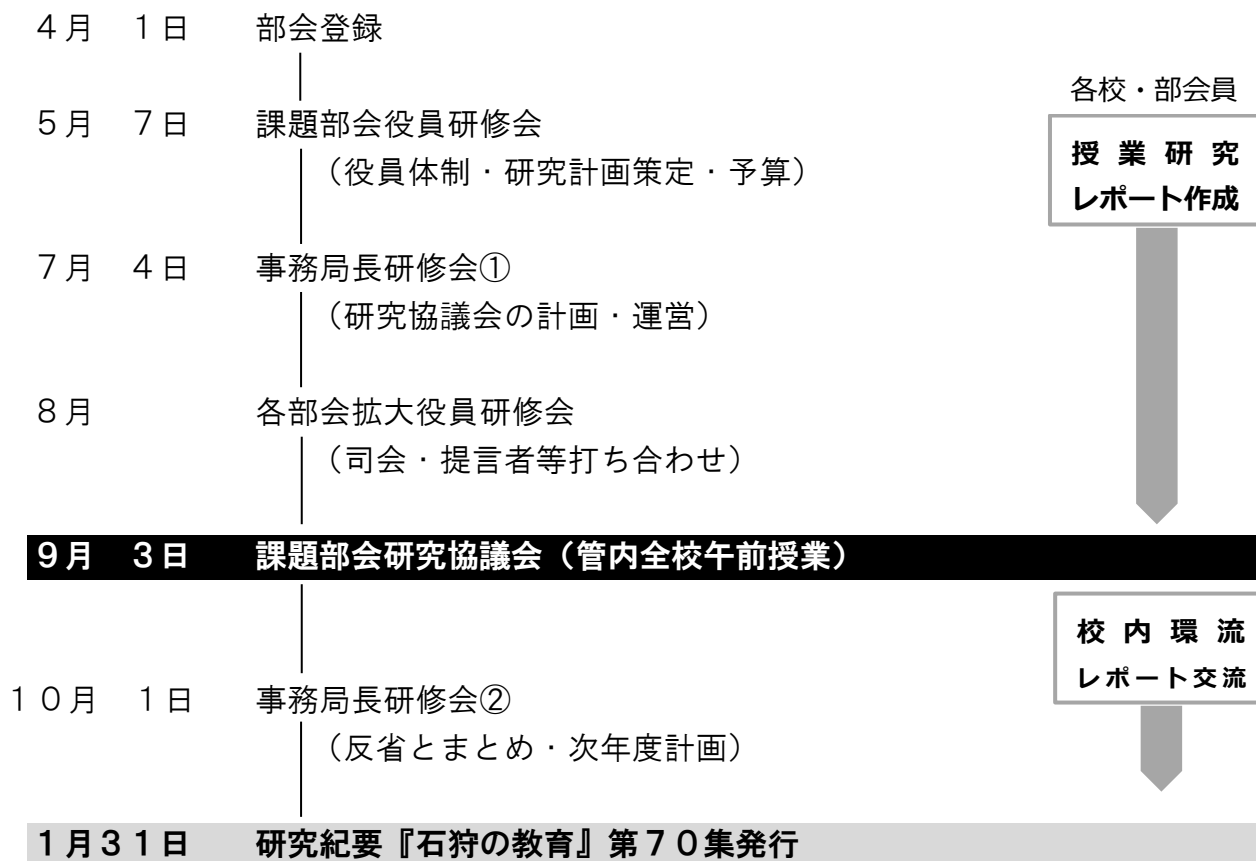 ４月　１日　部会登録
各校・部会員
５月　７日　課題部会役員研修会
（役員体制・研究計画策定・予算）
授業研究
レポート作成
７月　４日　事務局長研修会①
（研究協議会の計画・運営）
８月　各部会拡大役員研修会
（司会・提言者等打ち合わせ）
９月　３日　課題部会研究協議会（管内全校午前授業）
校内環流
レポート交流
１０月　１日　事務局長研修会②
（反省とまとめ・次年度計画）
１月３１日　研究紀要『石狩の教育』第７０集発行